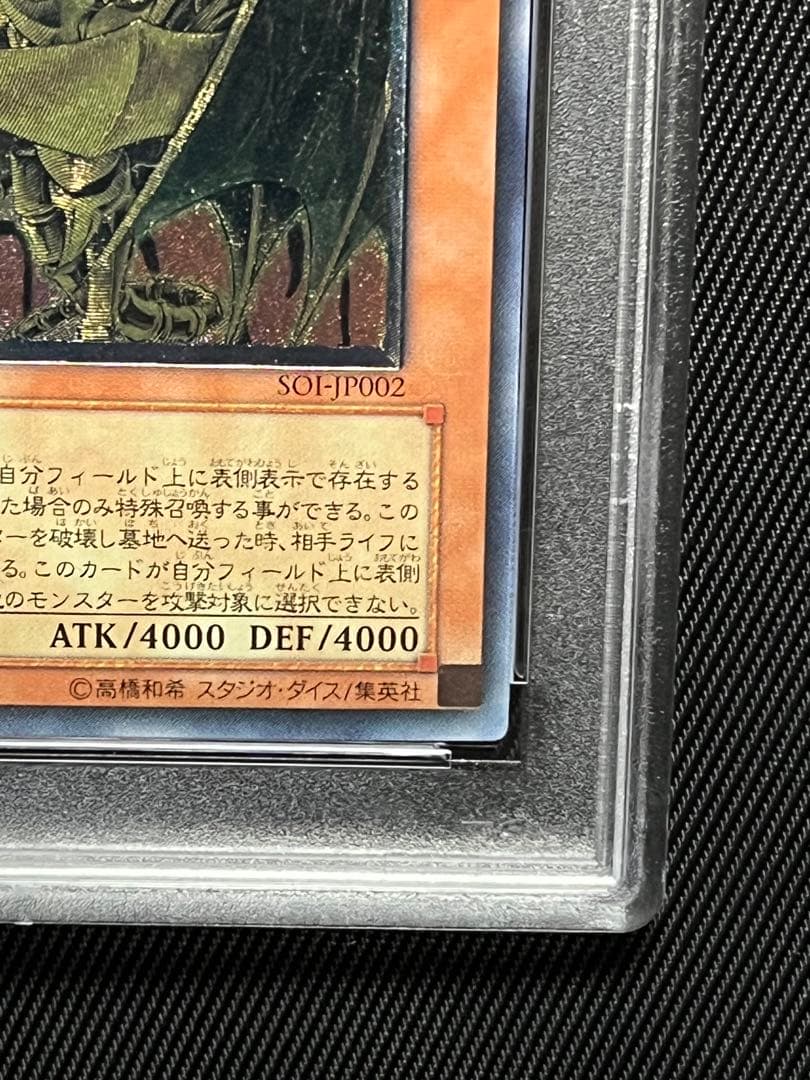 SOI-JP002
自分フィールド上に表側表示で存在する
た場合のみ特殊召喚する事ができる。この
ターを破壊し墓地へ送った時、相手ライフに
る。このカードが自分フィールド上に表側
のモンスターを攻撃対象に選択できない。
ATK/4000 DEF/4000
©高橋和希 スタジオ・ダイス/集英社